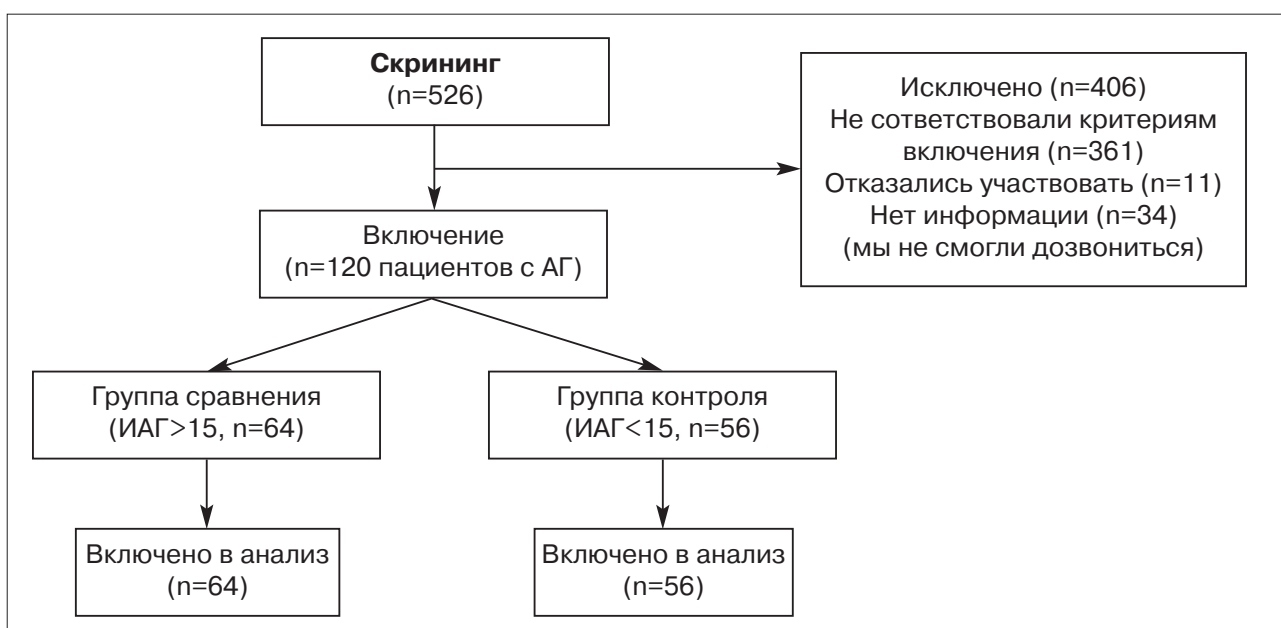 Скрининг
(n=526)
Исключено (n=406)
Не сответствовали критериям
включения (n=361)
Отказались участвовать (n=11)
Нет информации (n=34)
(мы не смогли дозвониться)
Включение
(n=120 пациентов с АГ)
Группа сравнения
(ИАГ>15, n=64)
Группа контроля
(ИАГ<15, n=56)
Включено в анализ
(n=64)
Включено в анализ
(n=56)